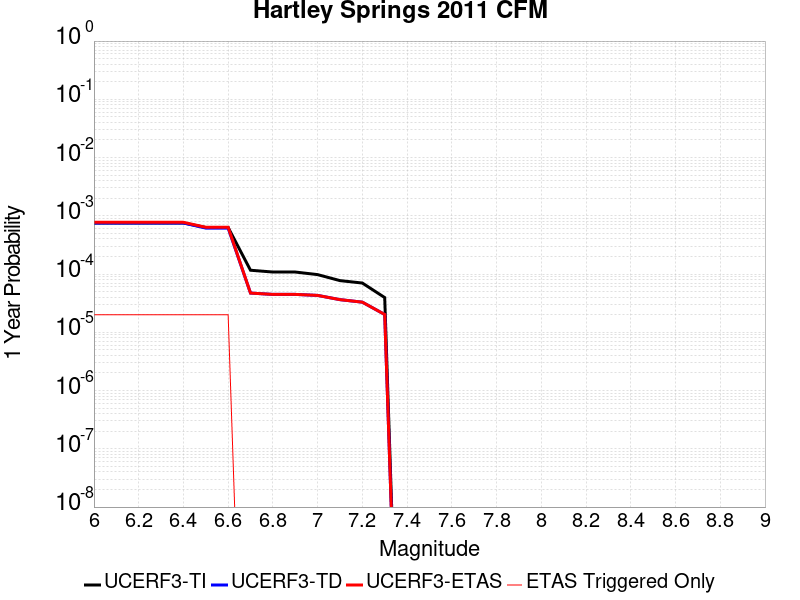 Hartley Springs 2011 CFM
10^0
10^-1
10^-2
10^-3
10^-4
10^-5
10^-6
10^-7
10^-8
1 Year Probability
6 6.2 6.4 6.6 6.8 7 7.2 7.4 7.6 7.8 8 8.2 8.4 8.6 8.8 9
Magnitude
UCERF3-TI UCERF3-TD UCERF3-ETAS ETAS Triggered Only